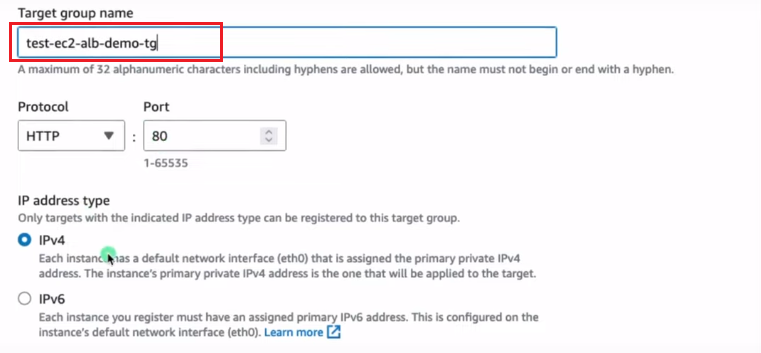 Target group name
test-ec2-alb-demo-tg
A maximum of 32 alphanumeric characters including hyphens are allowed, but the name must not begin or end with a hyphen.
Protocol Port
HTTP : 80
1-65535
IP address type
Only targets with the indicated IP address type can be registered to this target group.
IPv4
Each instance has a default network interface (eth0) that is assigned the primary private IPv4
address. The instance's primary private IPv4 address is the one that will be applied to the target.
IPv6
Each instance you register must have an assigned primary IPv6 address. This is configured on the
instance's default network interface (eth0). Learn more